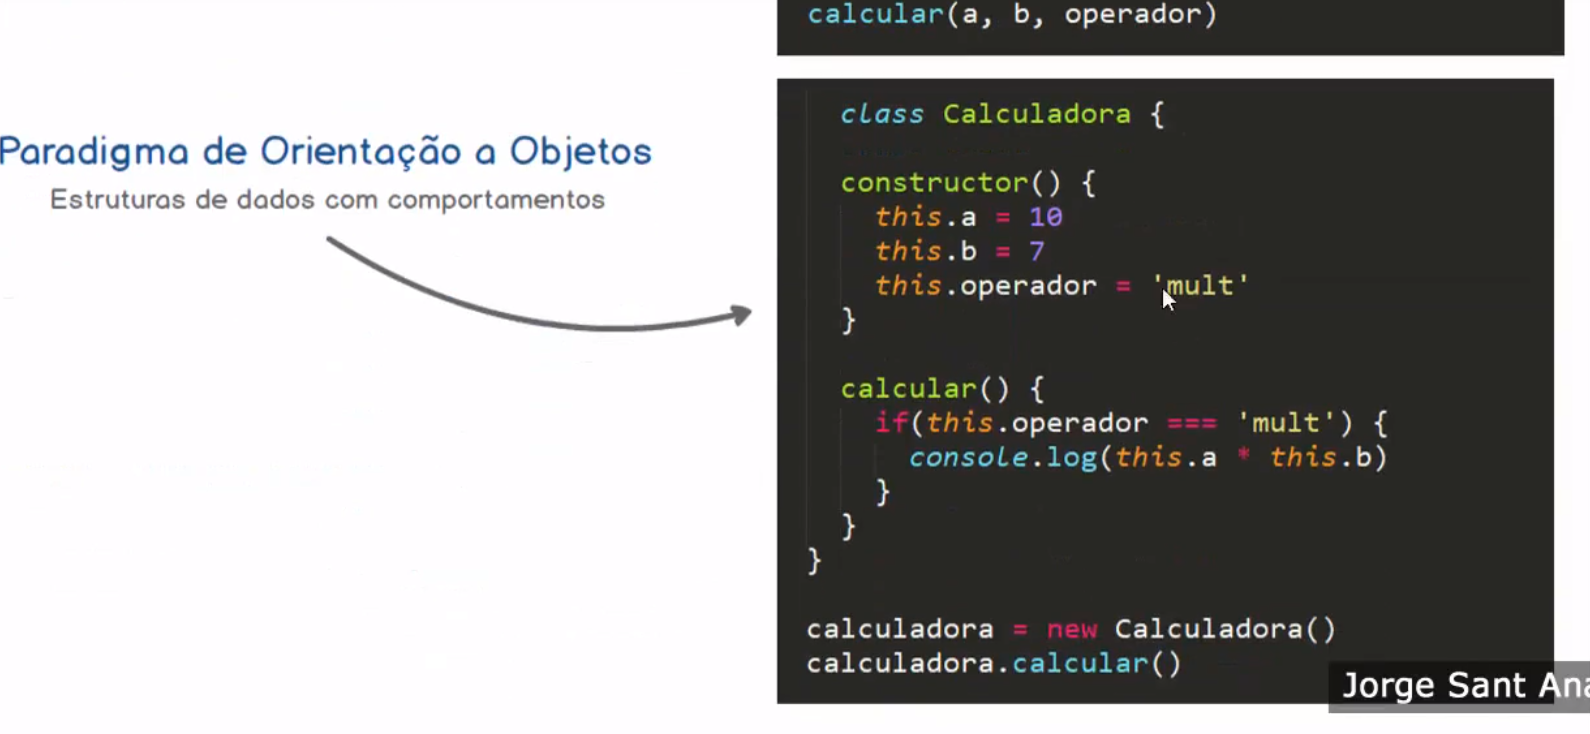 calcular(a, b, operador)
Paradigma de Orientação a Objetos
Estruturas de dados com comportamentos
class Calculadora {
constructor() {
this.a = 10
this.b = 7
this.operador = 'mult'
}
calcular() {
if(this.operador === 'mult') {
console.log(this.a * this.b)
}
}
}
calculadora = new Calculadora()
calculadora.calcular()
Jorge Sant Ana